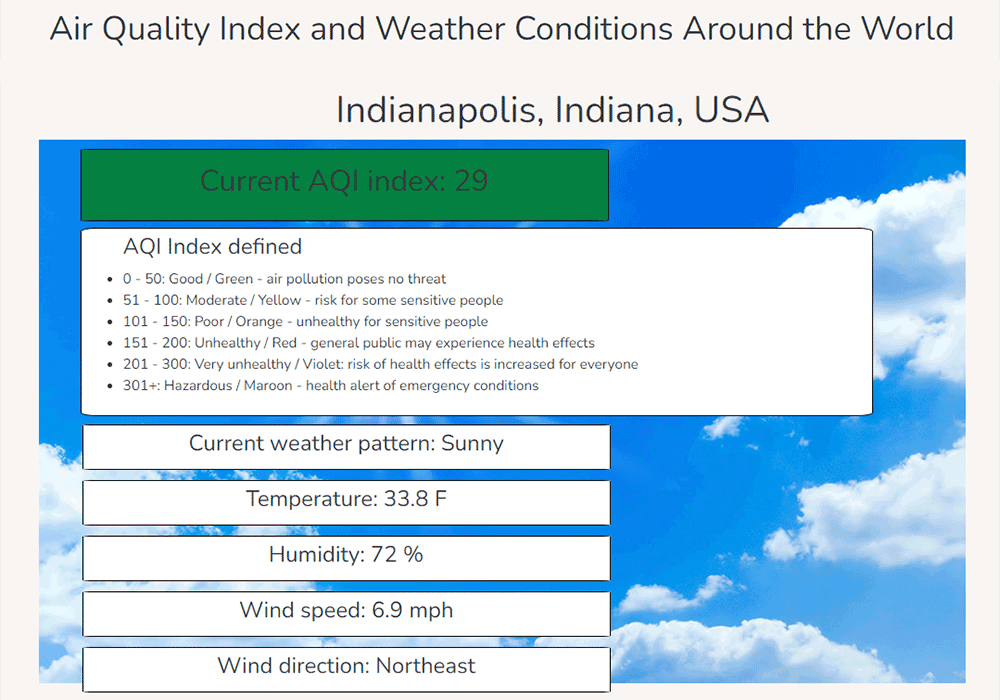 Air Quality Index and Weather Conditions Around the World
Indianapolis, Indiana, USA
Current AQI index: 29
AQI Index defined
0 - 50: Good / Green - air pollution poses no threat
51 - 100: Moderate / Yellow - risk for some sensitive people
101 - 150: Poor / Orange - unhealthy for sensitive people
151 - 200: Unhealthy / Red - general public may experience health effects
201 - 300: Very unhealthy / Violet: risk of health effects is increased for everyone
301+: Hazardous / Maroon - health alert of emergency conditions
Current weather pattern: Sunny
Temperature: 33.8 F
Humidity: 72 %
Wind speed: 6.9 mph
Wind direction: Northeast